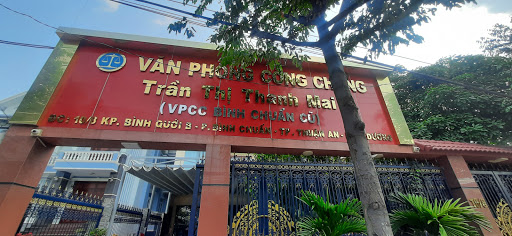 VĂN PHÒNG CÔNG CHỨNG
Trần Thị Thanh Mai
(VPCC BÌNH CHUẨN CŨ)
KP. BÌNH QUỚI B - P. BÌNH CHUẨN - TP. THUẬN AN - DƯƠNG